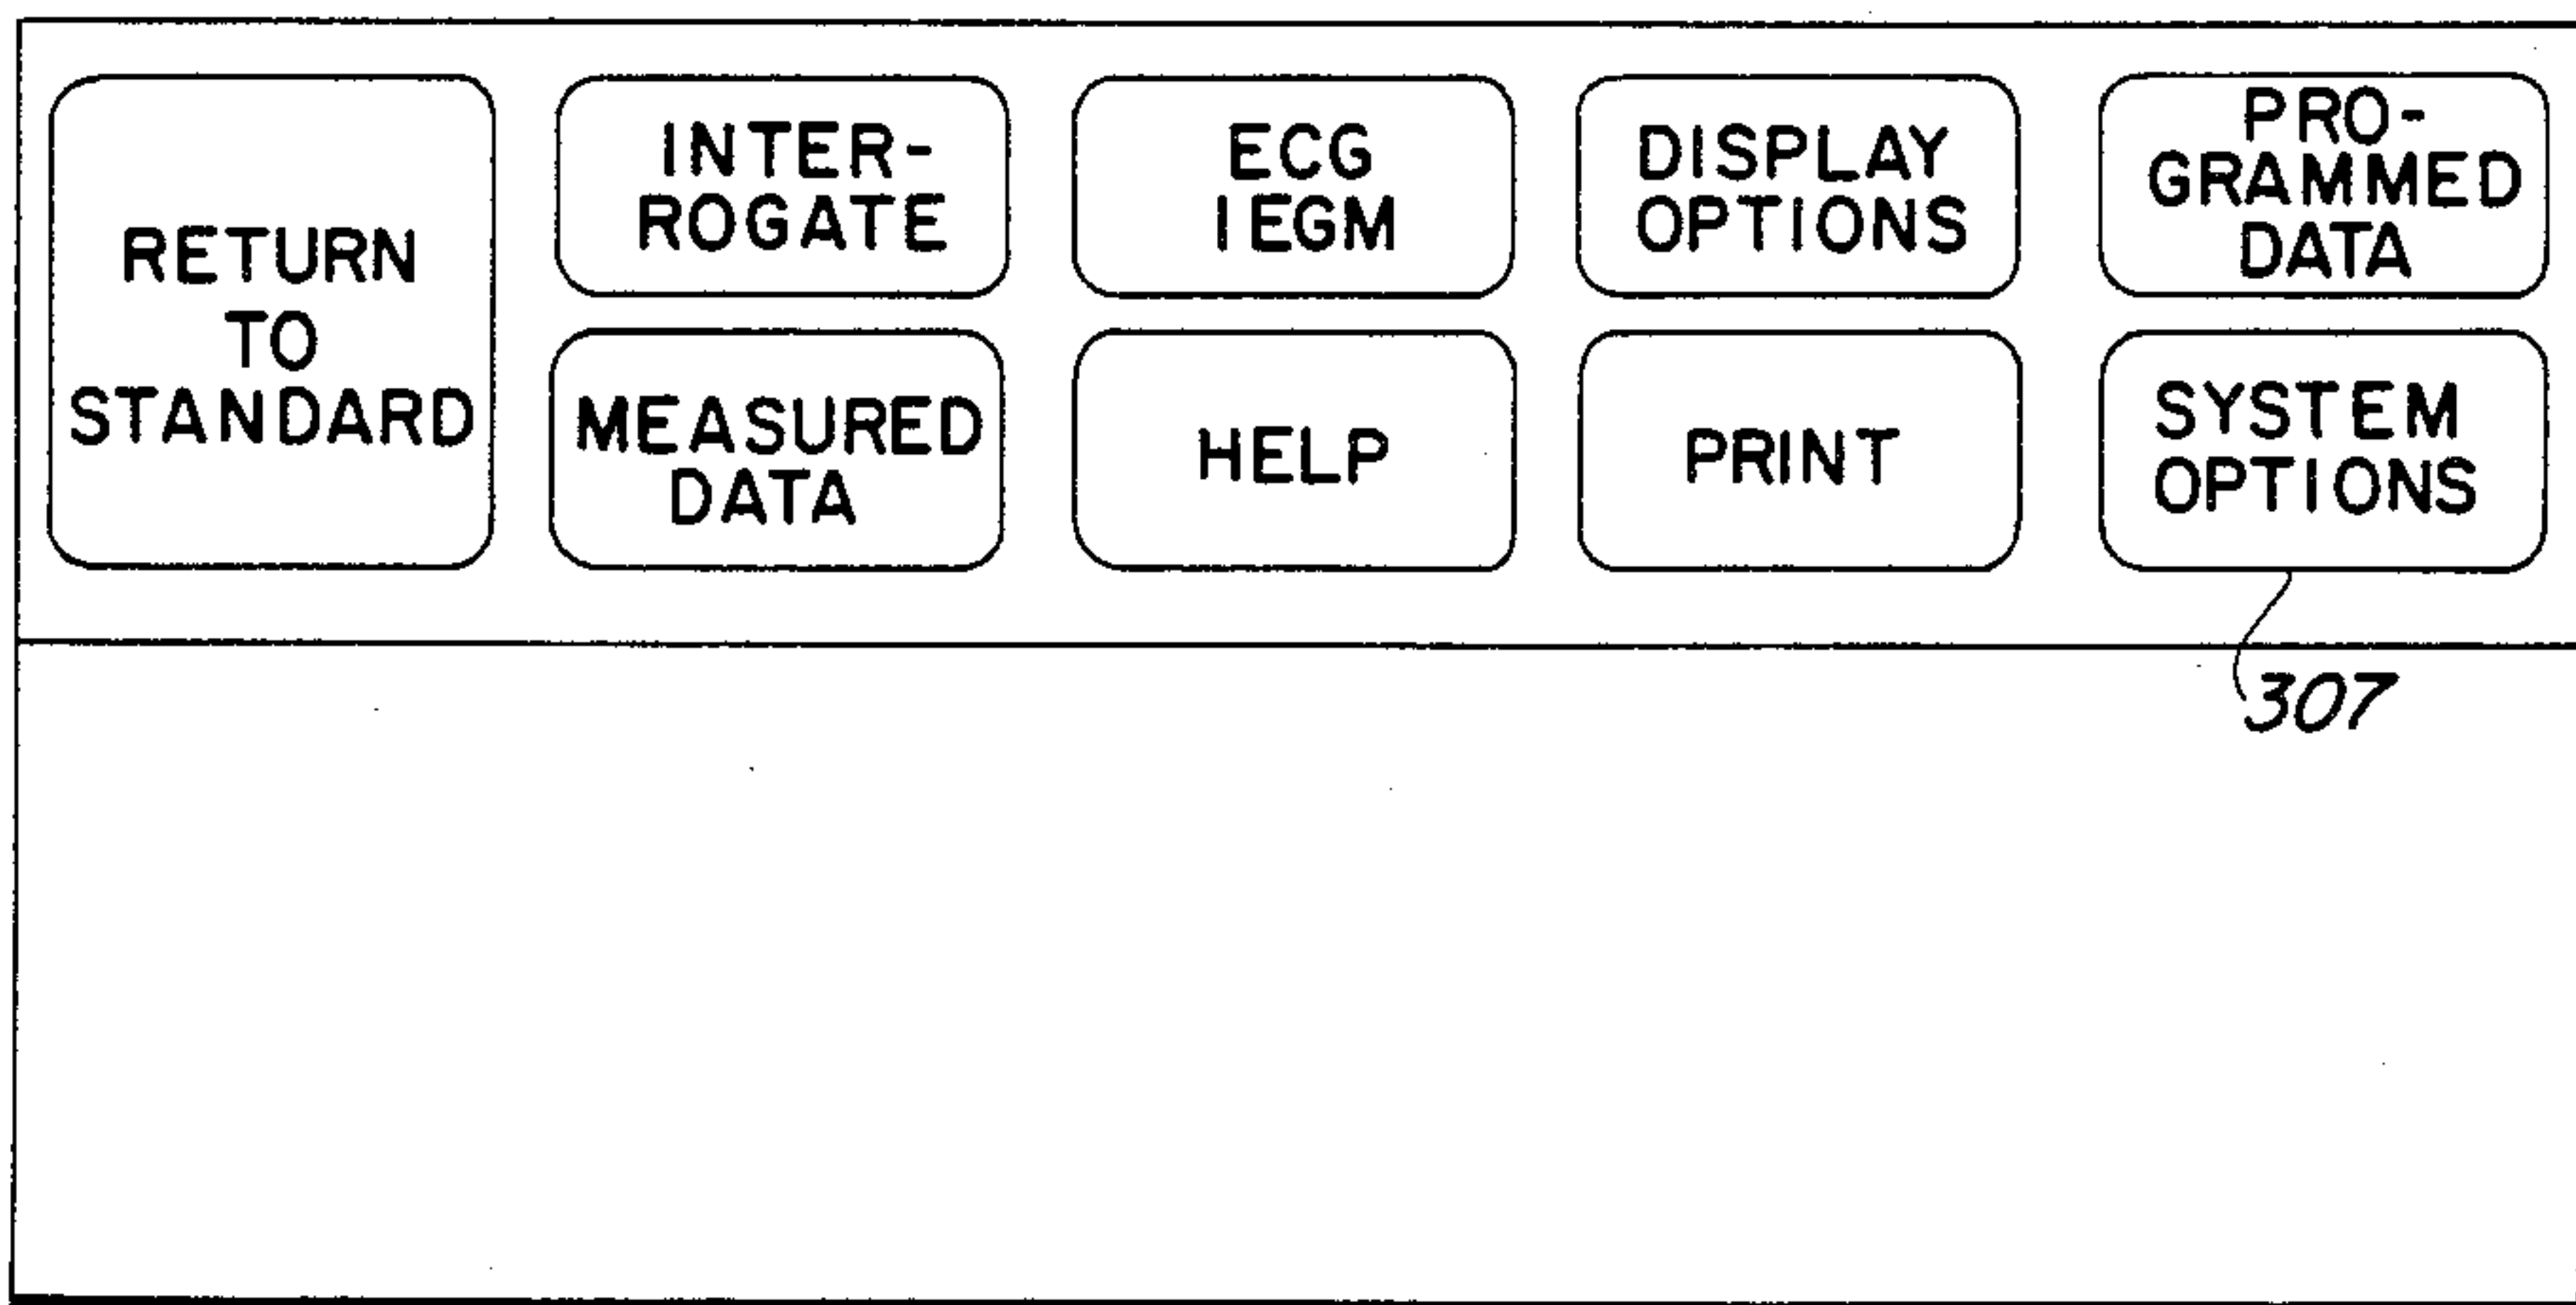 RETURN
TO
STANDARD
INTER-
ROGATE
ECG
IEGM
DISPLAY
OPTIONS
PRO-
GRAMMED
DATA
MEASURED
DATA
HELP
PRINT
SYSTEM
OPTIONS
307